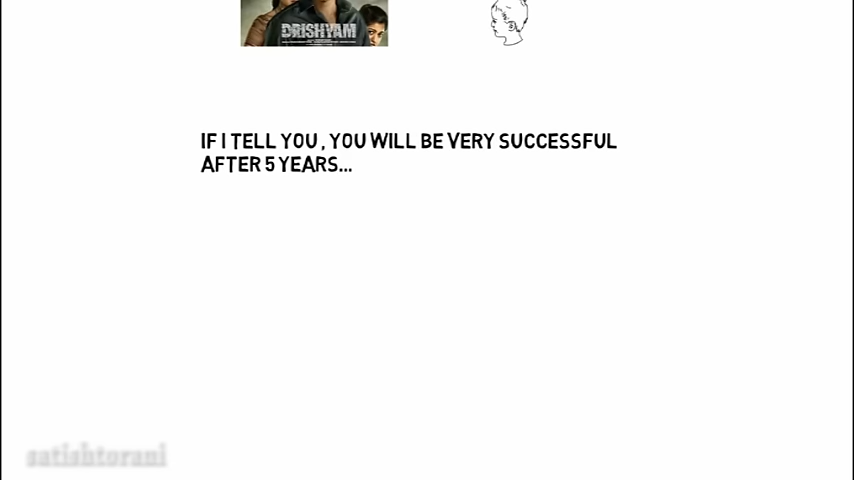 DRISHYAM
IF I TELL YOU , YOU WILL BE VERY SUCCESSFUL
AFTER 5 YEARS...
satishtorani